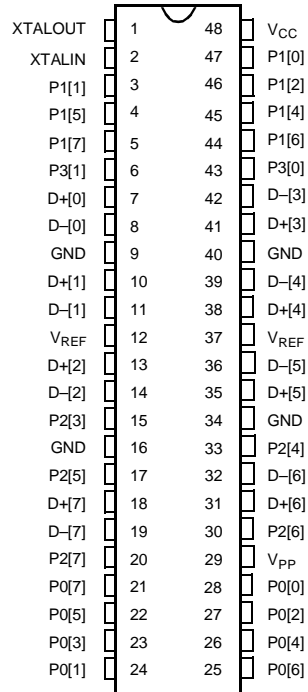 XTALOUT 1 48 VCC
XTALIN 2 47 P1[0]
P1[1] 3 46 P1[2]
P1[5] 4 45 P1[4]
P1[7] 5 44 P1[6]
P3[1] 6 43 P3[0]
D+[0] 7 42 D–[3]
D–[0] 8 41 D+[3]
GND 9 40 GND
D+[1] 10 39 D–[4]
D–[1] 11 38 D+[4]
VREF 12 37 VREF
D+[2] 13 36 D–[5]
D–[2] 14 35 D+[5]
P2[3] 15 34 GND
GND 16 33 P2[4]
P2[5] 17 32 D–[6]
D+[7] 18 31 D+[6]
D–[7] 19 30 P2[6]
P2[7] 20 29 VPP
P0[7] 21 28 P0[0]
P0[5] 22 27 P0[2]
P0[3] 23 26 P0[4]
P0[1] 24 25 P0[6]